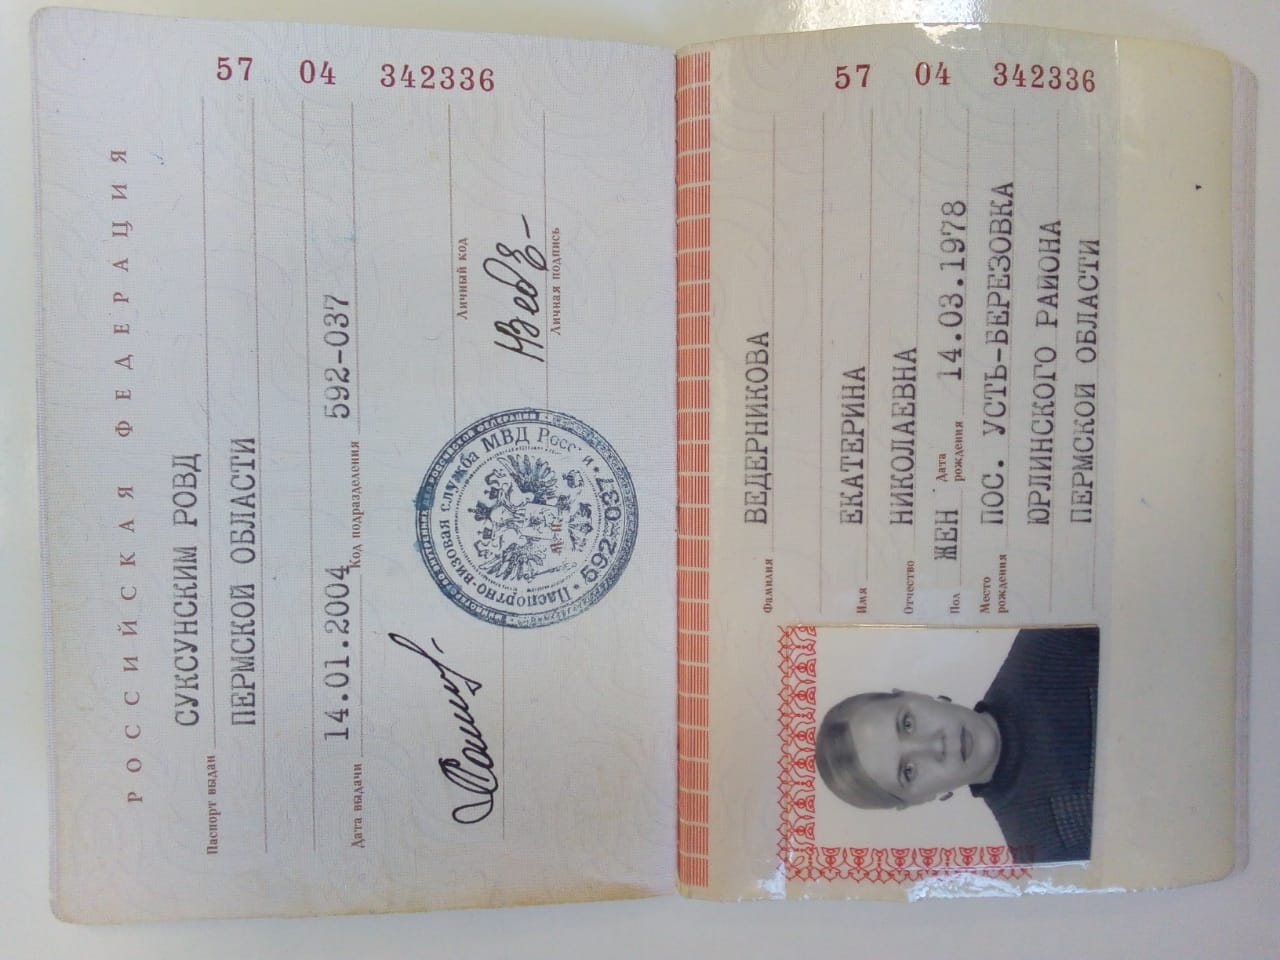 РОССИЙСКАЯ ФЕДЕРАЦИЯ
57 04 342336
Паспорт выдан СУКСУНСКИМ РОВД
ПЕРМСКОЙ ОБЛАСТИ
Дата выдачи 14.01.2004 Код подразделения 592-037
Личный код
Личная подпись
Паспортно-визовая служба МВД России
592-037
М.П.
57 04 342336
Фамилия ВЕДЕРНИКОВА
Имя ЕКАТЕРИНА
Отчество НИКОЛАЕВНА
Пол ЖЕН Дата рождения 14.03.1978
Место рождения ПОС. УСТЬ-БЕРЕЗОВКА
ЮРЛИНСКОГО РАЙОНА
ПЕРМСКОЙ ОБЛАСТИ